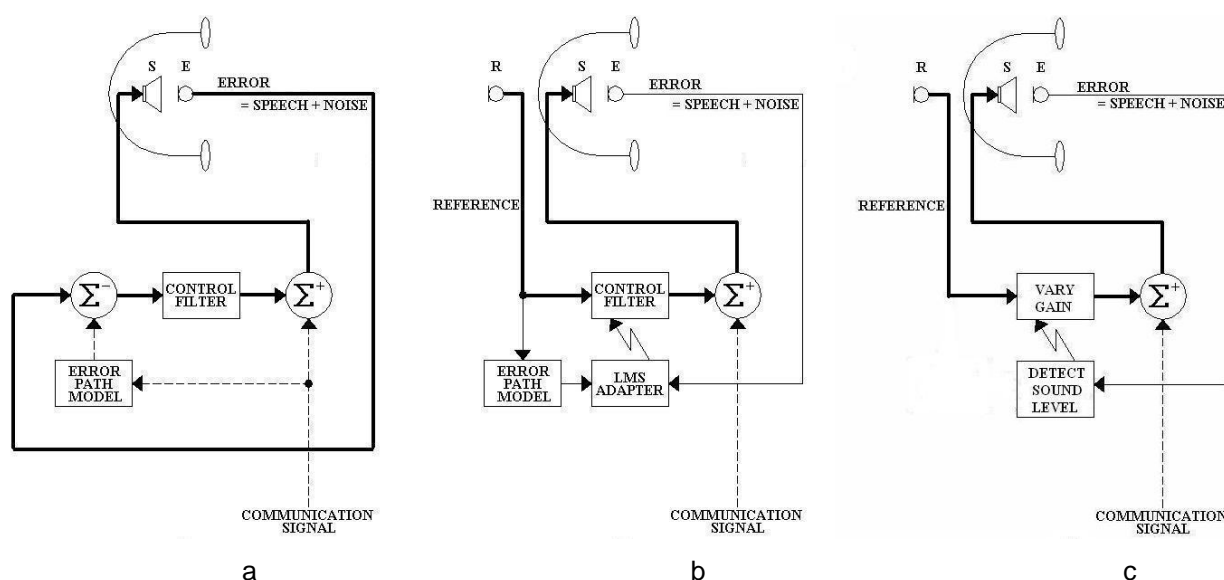 S E
ERROR
= SPEECH + NOISE
Σ-
CONTROL
FILTER
Σ+
ERROR
PATH
MODEL
COMMUNICATION
SIGNAL
a
R
S E
ERROR
= SPEECH + NOISE
REFERENCE
CONTROL
FILTER
Σ+
ERROR
PATH
MODEL
LMS
ADAPTER
COMMUNICATION
SIGNAL
b
R
S E
ERROR
= SPEECH + NOISE
REFERENCE
VARY
GAIN
Σ+
DETECT
SOUND
LEVEL
COMMUNICATION
SIGNAL
c